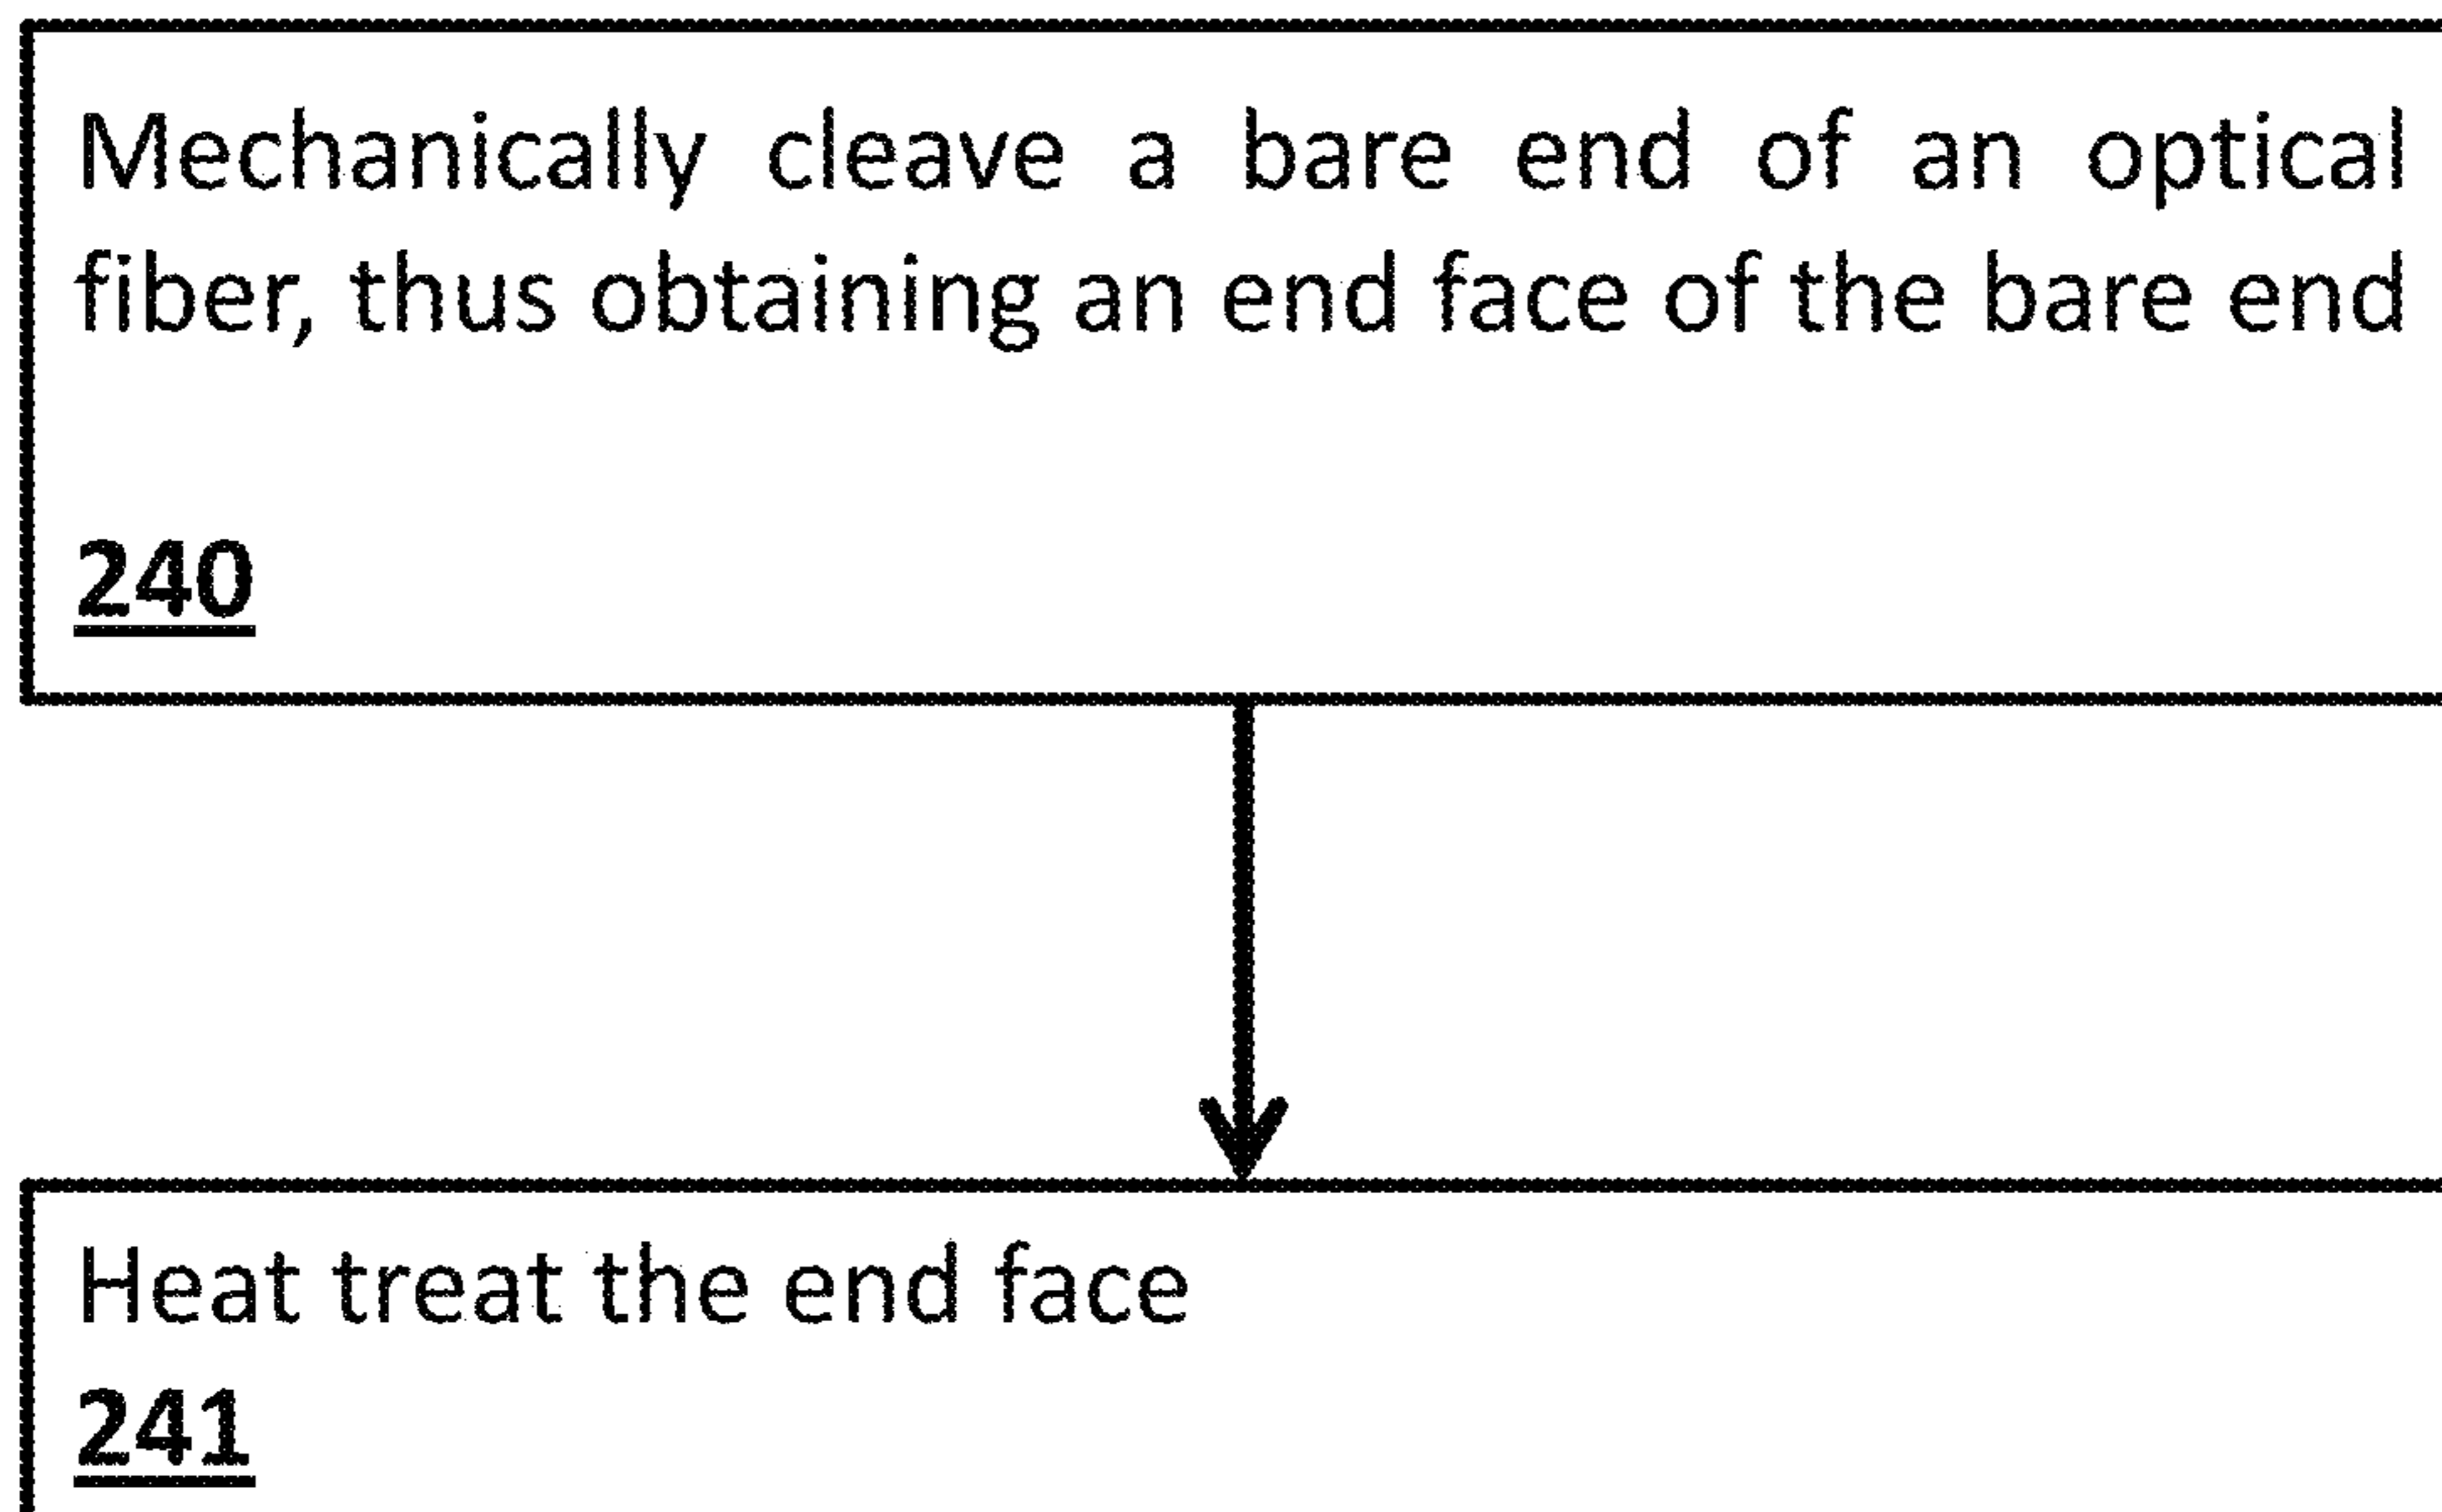 Mechanically cleave a bare end of an optical
fiber, thus obtaining an end face of the bare end
240
Heat treat the end face
241